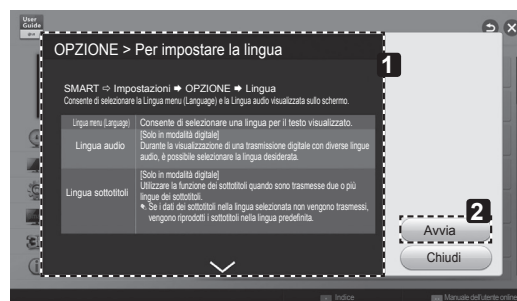 User
Guide
OPZIONE > Per impostare la lingua
1
SMART ⇨ Impostazioni ➡ OPZIONE ➡ Lingua
Consente di selezionare la Lingua menu (Language) e la Lingua audio visualizzata sullo schermo.
Lingua menu (Language) Consente di selezionare una lingua per il testo visualizzato.
Lingua audio
[Solo in modalità digitale]
Durante la visualizzazione di una trasmissione digitale con diverse lingue
audio, è possibile selezionare la lingua desiderata.
Lingua sottotitoli
[Solo in modalità digitale]
Utilizzare la funzione dei sottotitoli quando sono trasmesse due o più
lingue dei sottotitoli.
Se i dati dei sottotitoli nella lingua selezionata non vengono trasmessi,
vengono riprodotti i sottotitoli nella lingua predefinita.
2
Avvia
Chiudi
Indice
Manuale dell'utente online